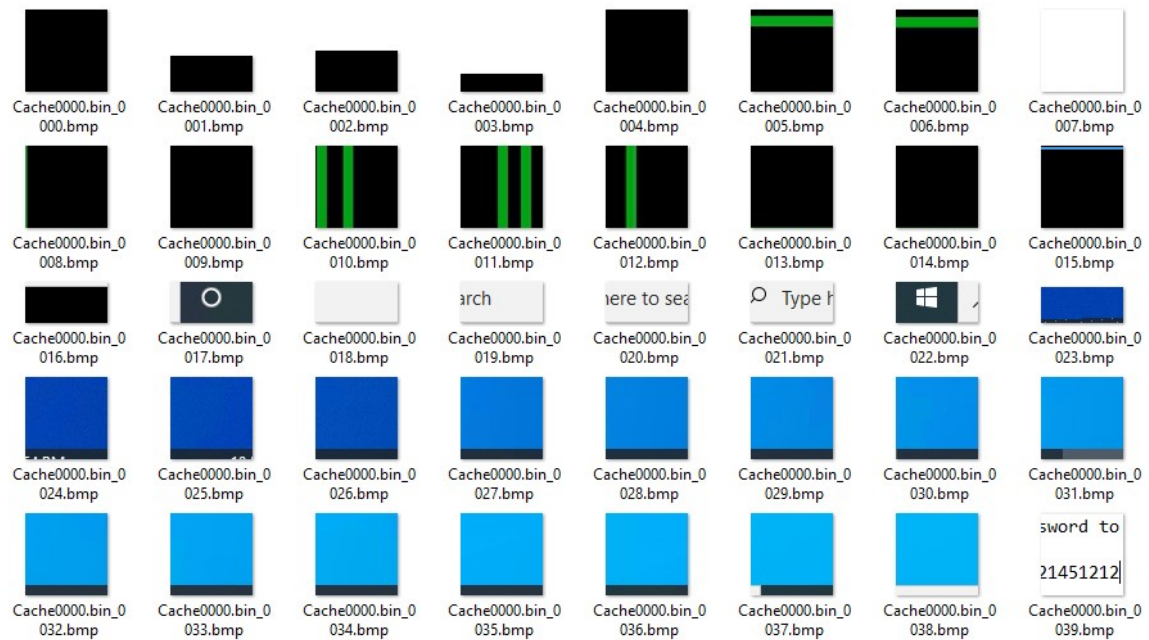 Cache0000.bin_0 Cache0000.bin_0 Cache0000.bin_0 Cache0000.bin_0 Cache0000.bin_0 Cache0000.bin_0 Cache0000.bin_0 Cache0000.bin_0
000.bmp 001.bmp 002.bmp 003.bmp 004.bmp 005.bmp 006.bmp 007.bmp
Cache0000.bin_0 Cache0000.bin_0 Cache0000.bin_0 Cache0000.bin_0 Cache0000.bin_0 Cache0000.bin_0 Cache0000.bin_0 Cache0000.bin_0
008.bmp 009.bmp 010.bmp 011.bmp 012.bmp 013.bmp 014.bmp 015.bmp
arch here to sea Type h
Cache0000.bin_0 Cache0000.bin_0 Cache0000.bin_0 Cache0000.bin_0 Cache0000.bin_0 Cache0000.bin_0 Cache0000.bin_0 Cache0000.bin_0
016.bmp 017.bmp 018.bmp 019.bmp 020.bmp 021.bmp 022.bmp 023.bmp
Cache0000.bin_0 Cache0000.bin_0 Cache0000.bin_0 Cache0000.bin_0 Cache0000.bin_0 Cache0000.bin_0 Cache0000.bin_0 Cache0000.bin_0
024.bmp 025.bmp 026.bmp 027.bmp 028.bmp 029.bmp 030.bmp 031.bmp
sword to
21451212
Cache0000.bin_0 Cache0000.bin_0 Cache0000.bin_0 Cache0000.bin_0 Cache0000.bin_0 Cache0000.bin_0 Cache0000.bin_0 Cache0000.bin_0
032.bmp 033.bmp 034.bmp 035.bmp 036.bmp 037.bmp 038.bmp 039.bmp